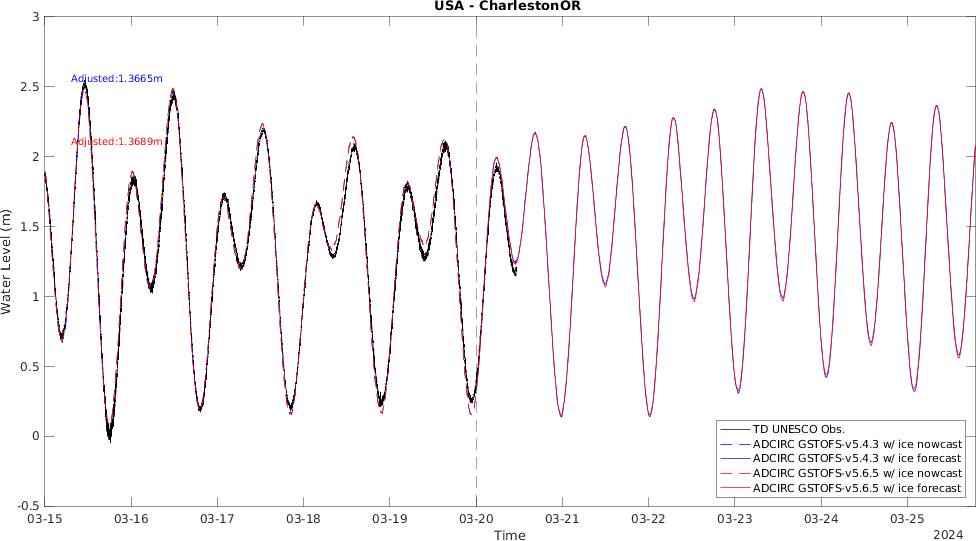 USA - CharlestonOR
3
2.5
2
1.5
1
0.5
0
-0.5
Water Level (m)
Adjusted:1.3665m
Adjusted:1.3689m
TD UNESCO Obs.
ADCIRC GSTOFS-v5.4.3 w/ ice nowcast
ADCIRC GSTOFS-v5.4.3 w/ ice forecast
ADCIRC GSTOFS-v5.6.5 w/ ice nowcast
ADCIRC GSTOFS-v5.6.5 w/ ice forecast
03-15 03-16 03-17 03-18 03-19 03-20 03-21 03-22 03-23 03-24 03-25
Time
2024